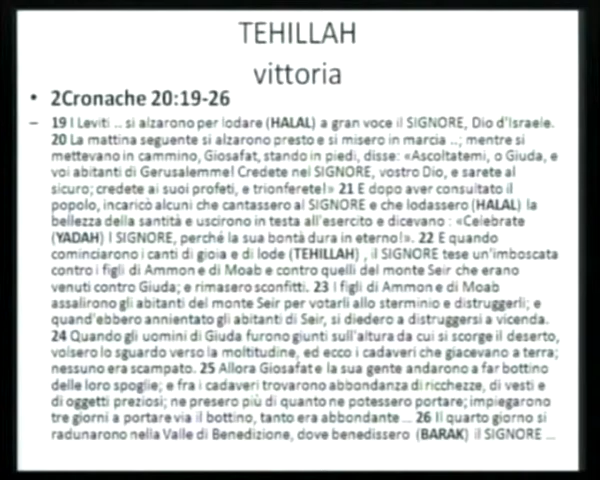 TEHILLAH
vittoria
• 2Cronache 20:19-26
– 19 I Leviti .. si alzarono per lodare (HALAL) a gran voce il SIGNORE, Dio d'Israele.
20 La mattina seguente si alzarono presto e si misero in marcia ..; mentre si
mettevano in cammino, Giosafat, stando in piedi, disse: «Ascoltatemi, o Giuda, e
voi abitanti di Gerusalemme! Credete nel SIGNORE, vostro Dio, e sarete al
sicuro; credete ai suoi profeti, e trionferete!» 21 E dopo aver consultato il
popolo, incaricò alcuni che cantassero al SIGNORE e che lodassero (HALAL) la
bellezza della santità e uscirono in testa all'esercito e dicevano : «Celebrate
(YADAH) l SIGNORE, perché la sua bontà dura in eterno!». 22 E quando
cominciarono i canti di gioia e di lode (TEHILLAH) , il SIGNORE tese un'imboscata
contro i figli di Ammon e di Moab e contro quelli del monte Seir che erano
venuti contro Giuda; e rimasero sconfitti. 23 I figli di Ammon e di Moab
assalirono gli abitanti del monte Seir per votarli allo sterminio e distruggerli; e
quand'ebbero annientato gli abitanti di Seir, si diedero a distruggersi a vicenda.
24 Quando gli uomini di Giuda furono giunti sull'altura da cui si scorge il deserto,
volsero lo sguardo verso la moltitudine, ed ecco i cadaveri che giacevano a terra;
nessuno era scampato. 25 Allora Giosafat e la sua gente andarono a far bottino
delle loro spoglie; e fra i cadaveri trovarono abbondanza di ricchezze, di vesti e
di oggetti preziosi; ne presero più di quanto ne potessero portare; impiegarono
tre giorni a portare via il bottino, tanto era abbondante ... 26 Il quarto giorno si
radunarono nella Valle di Benedizione, dove benedissero (BARAK) il SIGNORE ...